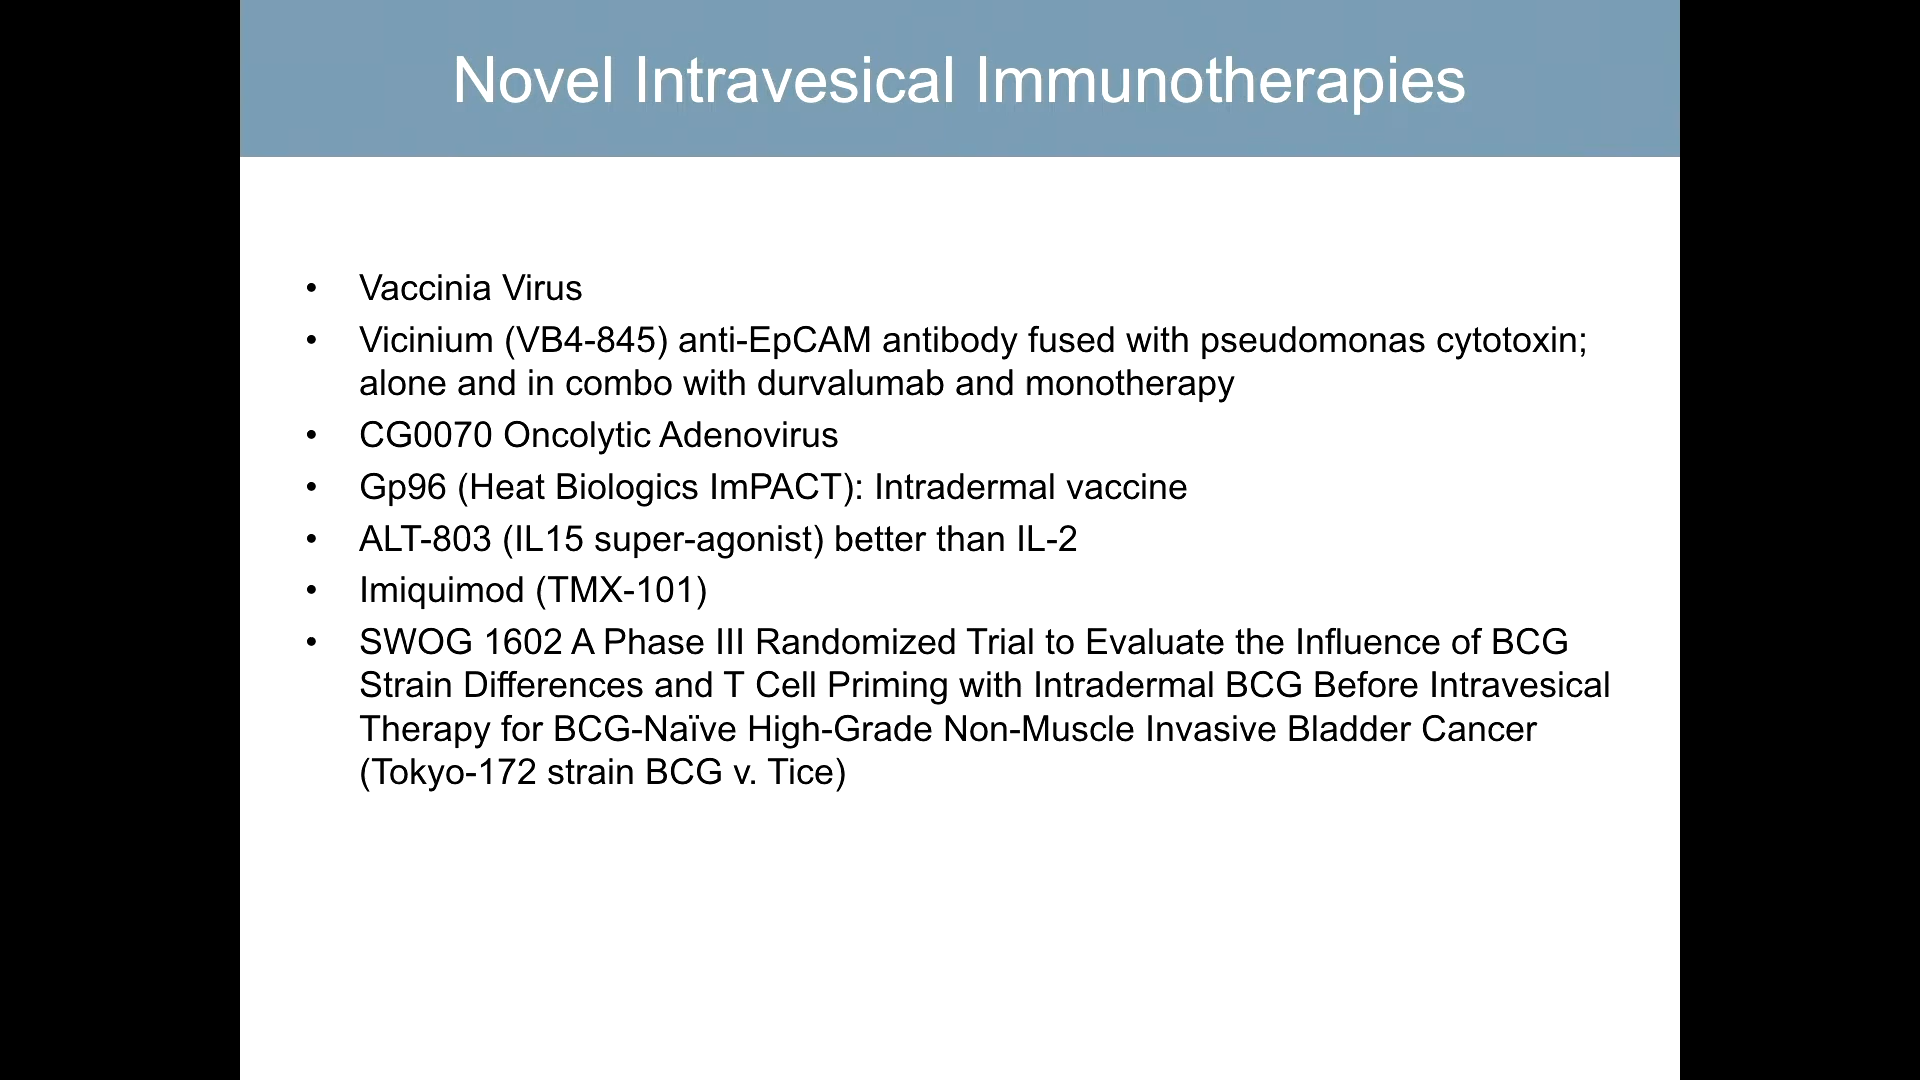 Novel Intravesical Immunotherapies
• Vaccinia Virus
• Vicinium (VB4-845) anti-EpCAM antibody fused with pseudomonas cytotoxin;
alone and in combo with durvalumab and monotherapy
• CG0070 Oncolytic Adenovirus
• Gp96 (Heat Biologics ImPACT): Intradermal vaccine
• ALT-803 (IL15 super-agonist) better than IL-2
• Imiquimod (TMX-101)
• SWOG 1602 A Phase III Randomized Trial to Evaluate the Influence of BCG
Strain Differences and T Cell Priming with Intradermal BCG Before Intravesical
Therapy for BCG-Naïve High-Grade Non-Muscle Invasive Bladder Cancer
(Tokyo-172 strain BCG v. Tice)